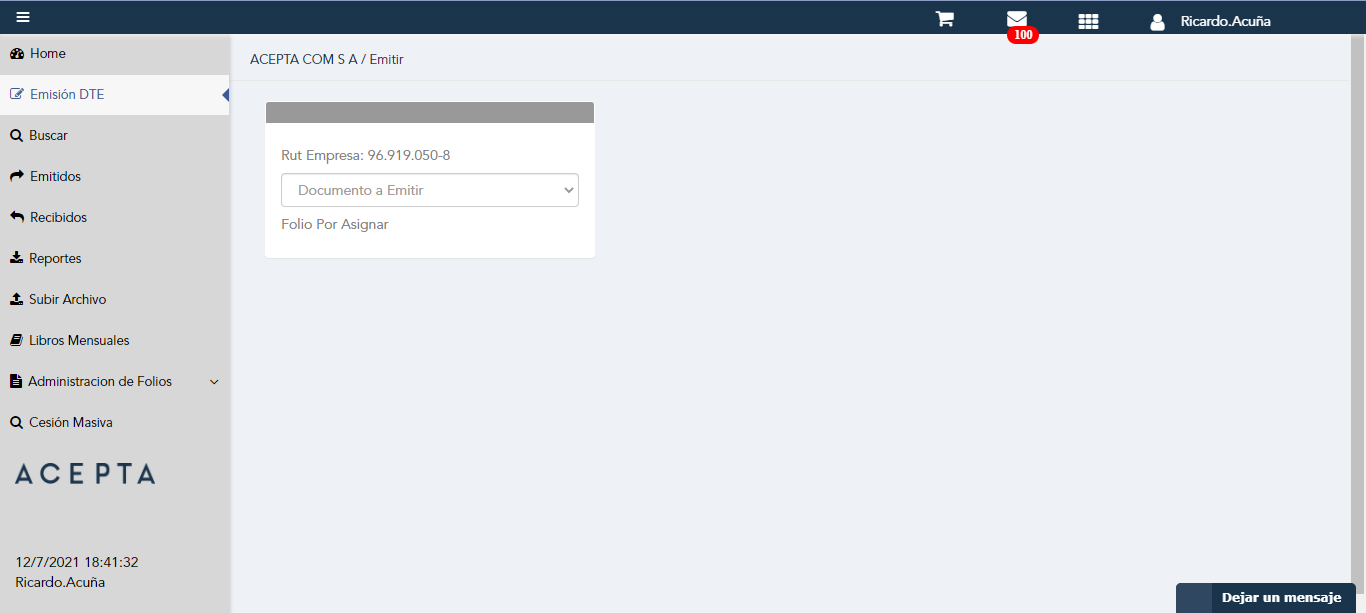 100
Ricardo.Acuña
Home
ACEPTA COM S A / Emitir
Emisión DTE
Buscar
Emitidos
Recibidos
Reportes
Subir Archivo
Libros Mensuales
Administracion de Folios
Cesión Masiva
Rut Empresa: 96.919.050-8
Documento a Emitir
Folio Por Asignar
ACEPTA
12/7/2021 18:41:32
Ricardo.Acuña
Dejar un mensaje